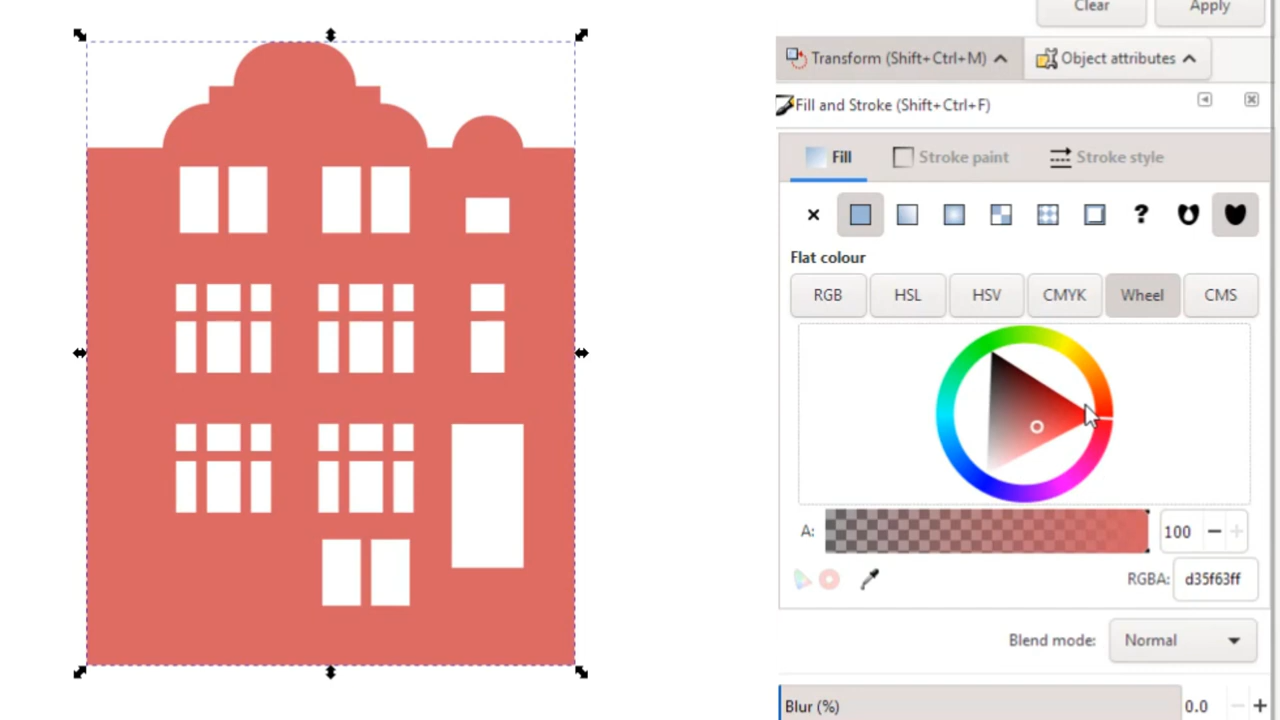 Clear Apply
Transform (Shift+Ctrl+M) Object attributes
Fill and Stroke (Shift+Ctrl+F)
Fill Stroke paint Stroke style
?
Flat colour
RGB HSL HSV CMYK Wheel CMS
A: 100
RGBA: d35f63ff
Blend mode: Normal
Blur (%) 0.0